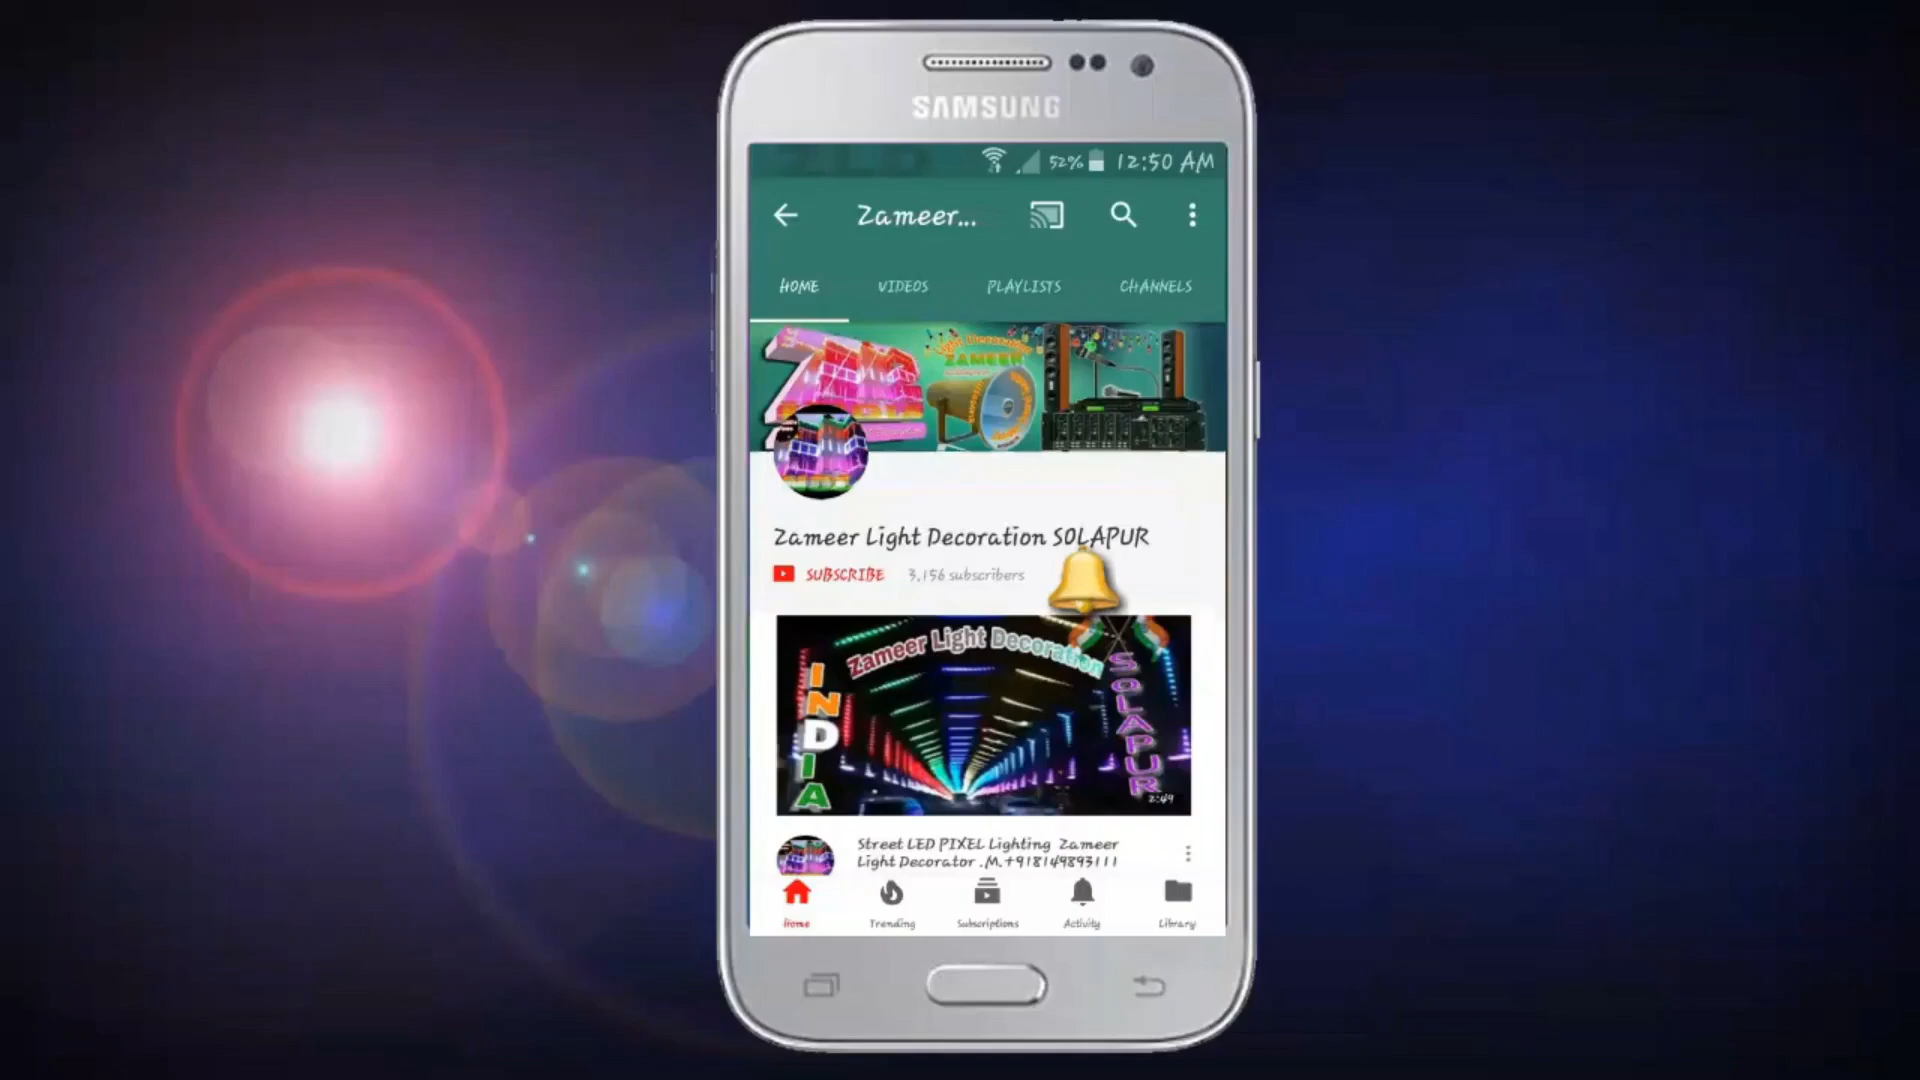 SAMSUNG
52% 12:50 AM
Zameer...
HOME VIDEOS PLAYLISTS CHANNELS
Light Decoration
ZAMEER
Zameer Light Decoration SOLAPUR
SUBSCRIBE 3,156 subscribers
Zameer Light Decoration
INDIA
SOLAPUR
2:49
Street LED PIXEL Lighting Zameer
Light Decorator .M.+918149893111
Home Trending Subscriptions Activity Library